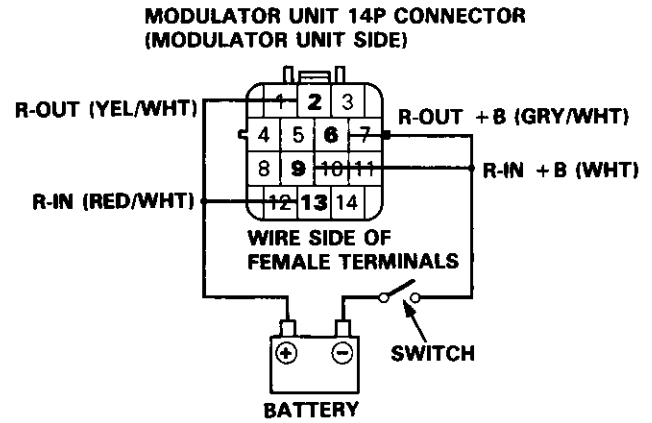 MODULATOR UNIT 14P CONNECTOR
(MODULATOR UNIT SIDE)
R-OUT (YEL/WHT)
1 2 3
R-OUT +B (GRY/WHT)
4 5 6 7
8 9 10 11
R-IN +B (WHT)
R-IN (RED/WHT)
12 13 14
WIRE SIDE OF
FEMALE TERMINALS
+ −
SWITCH
BATTERY